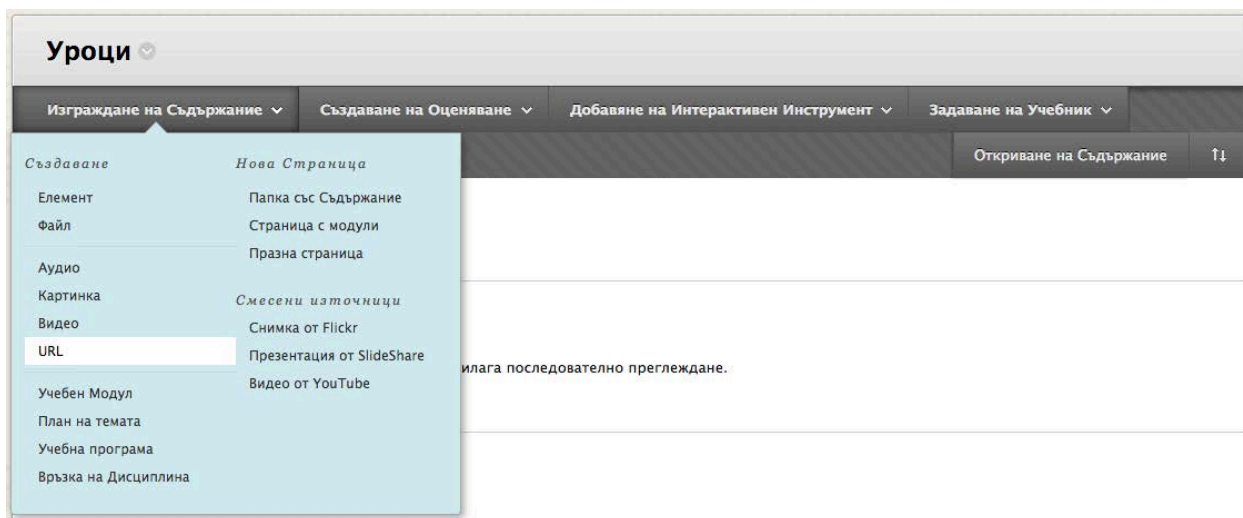 Уроци
Изграждане на Съдържание
Създаване на Оценяване
Добавяне на Интерактивен Инструмент
Задаване на Учебник
Откриване на Съдържание
Създаване
Елемент
Файл
Аудио
Картинка
Видео
URL
Учебен Модул
План на темата
Учебна програма
Връзка на Дисциплина
Нова Страница
Папка със Съдържание
Страница с модули
Празна страница
Смесени източници
Снимка от Flickr
Презентация от SlideShare
Видео от YouTube
илага последователно преглеждане.